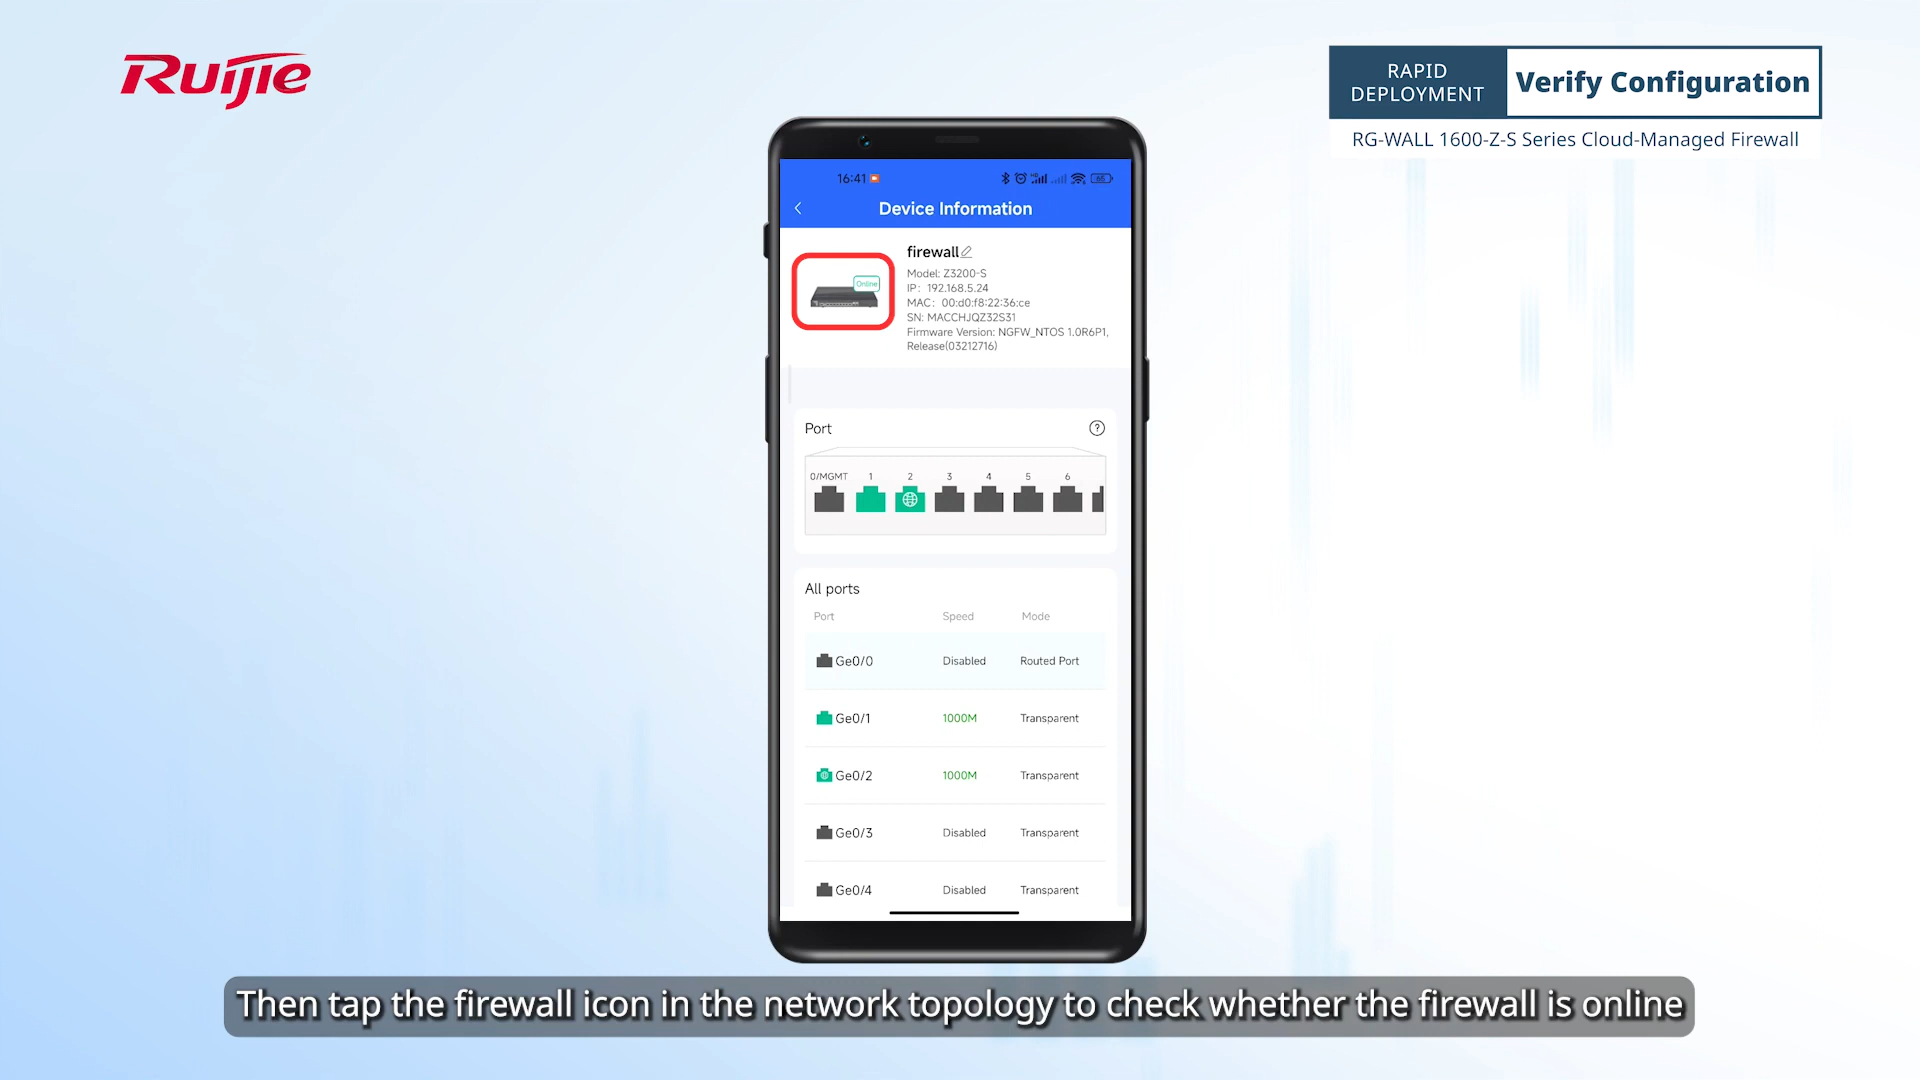 Ruijie
RAPID
DEPLOYMENT
Verify Configuration
RG-WALL 1600-Z-S Series Cloud-Managed Firewall
16:41
65
Device Information
firewall
Online
Model: Z3200-S
IP: 192.168.5.24
MAC: 00:d0:f8:22:36:ce
SN: MACCHJQZ32S31
Firmware Version: NGFW_NTOS 1.0R6P1,
Release(03212716)
Port
?
0/MGMT 1 2 3 4 5 6
All ports
Port Speed Mode
Ge0/0 Disabled Routed Port
Ge0/1 1000M Transparent
Ge0/2 1000M Transparent
Ge0/3 Disabled Transparent
Ge0/4 Disabled Transparent
Then tap the firewall icon in the network topology to check whether the firewall is online